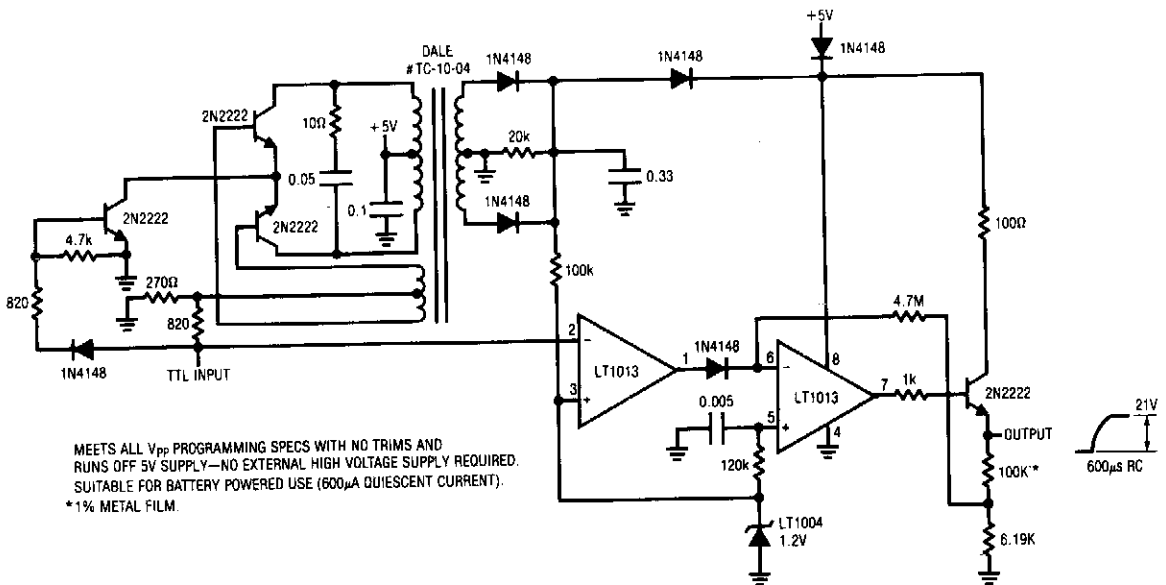 +5V
1N4148
DALE
# TC-10-04
1N4148
1N4148
2N2222
10Ω
+5V
20k
0.05
0.1
0.33
2N2222
2N2222
1N4148
4.7k
100Ω
270Ω
100k
820
820
4.7M
2
1N4148
6
8
1N4148
TTL INPUT
−
LT1013
1
−
LT1013
7
1k
2N2222
3
+
0.005
5
+
4
21V
OUTPUT
120k
100K*
600µs RC
MEETS ALL Vpp PROGRAMMING SPECS WITH NO TRIMS AND
RUNS OFF 5V SUPPLY—NO EXTERNAL HIGH VOLTAGE SUPPLY REQUIRED.
SUITABLE FOR BATTERY POWERED USE (600µA QUIESCENT CURRENT).
*1% METAL FILM.
LT1004
1.2V
6.19K